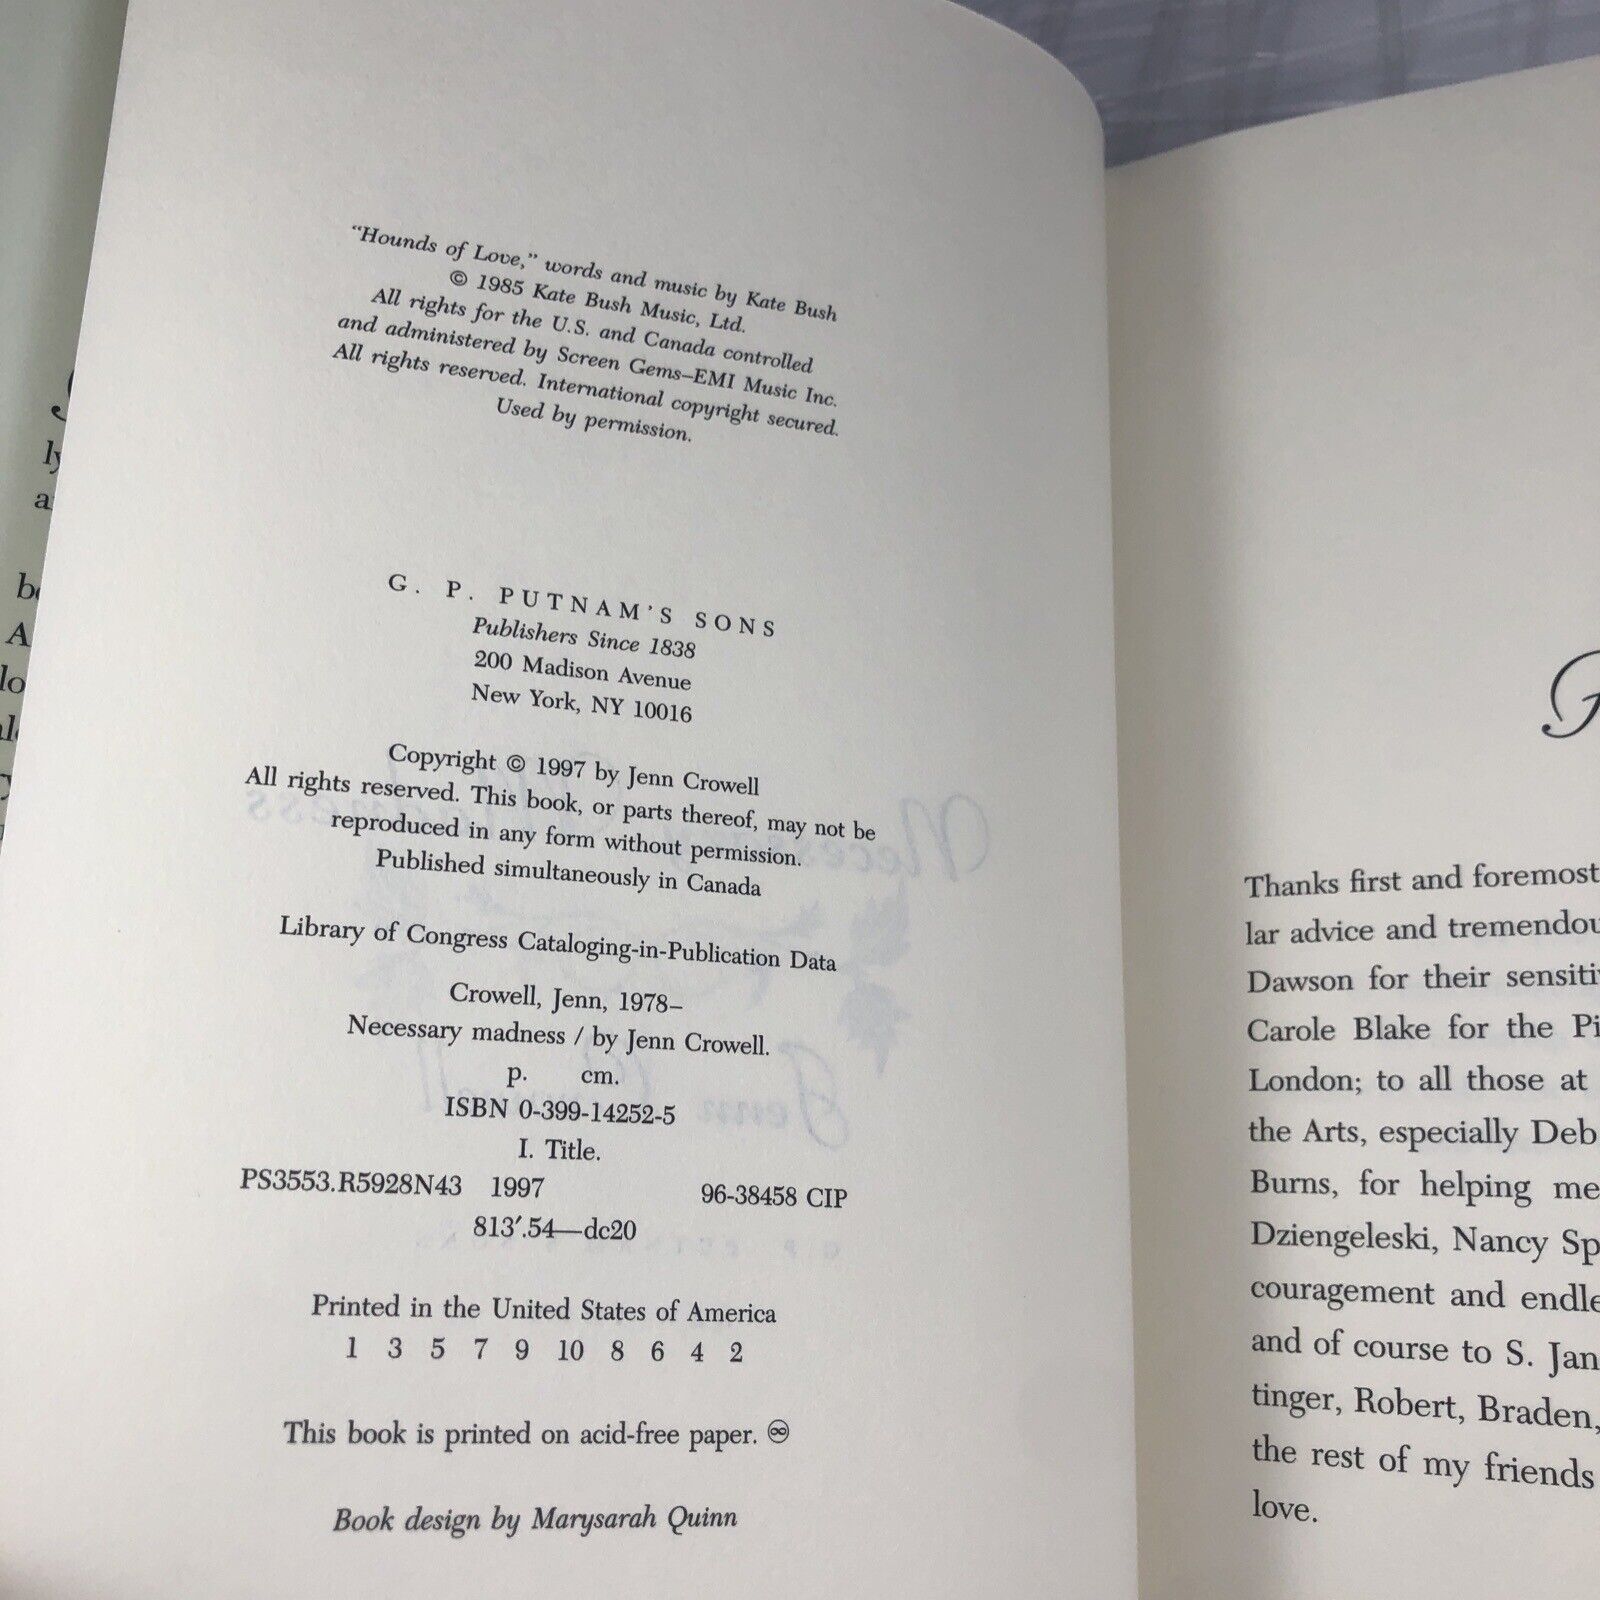 "Hounds of Love," words and music by Kate Bush
© 1985 Kate Bush Music, Ltd.
All rights for the U.S. and Canada controlled
and administered by Screen Gems–EMI Music Inc.
All rights reserved. International copyright secured.
Used by permission.
G. P. PUTNAM'S SONS
Publishers Since 1838
200 Madison Avenue
New York, NY 10016
Copyright © 1997 by Jenn Crowell
All rights reserved. This book, or parts thereof, may not be
reproduced in any form without permission.
Published simultaneously in Canada
Library of Congress Cataloging-in-Publication Data
Crowell, Jenn, 1978–
Necessary madness / by Jenn Crowell.
p. cm.
ISBN 0-399-14252-5
I. Title.
PS3553.R5928N43 1997 96-38458 CIP
813'.54—dc20
Printed in the United States of America
1 3 5 7 9 10 8 6 4 2
This book is printed on acid-free paper. ♾
Book design by Marysarah Quinn
Thanks first and foremost
lar advice and tremendou
Dawson for their sensitiv
Carole Blake for the Pi
London; to all those at
the Arts, especially Deb
Burns, for helping me
Dziengeleski, Nancy Sp
couragement and endle
and of course to S. Jan
tinger, Robert, Braden,
the rest of my friends
love.